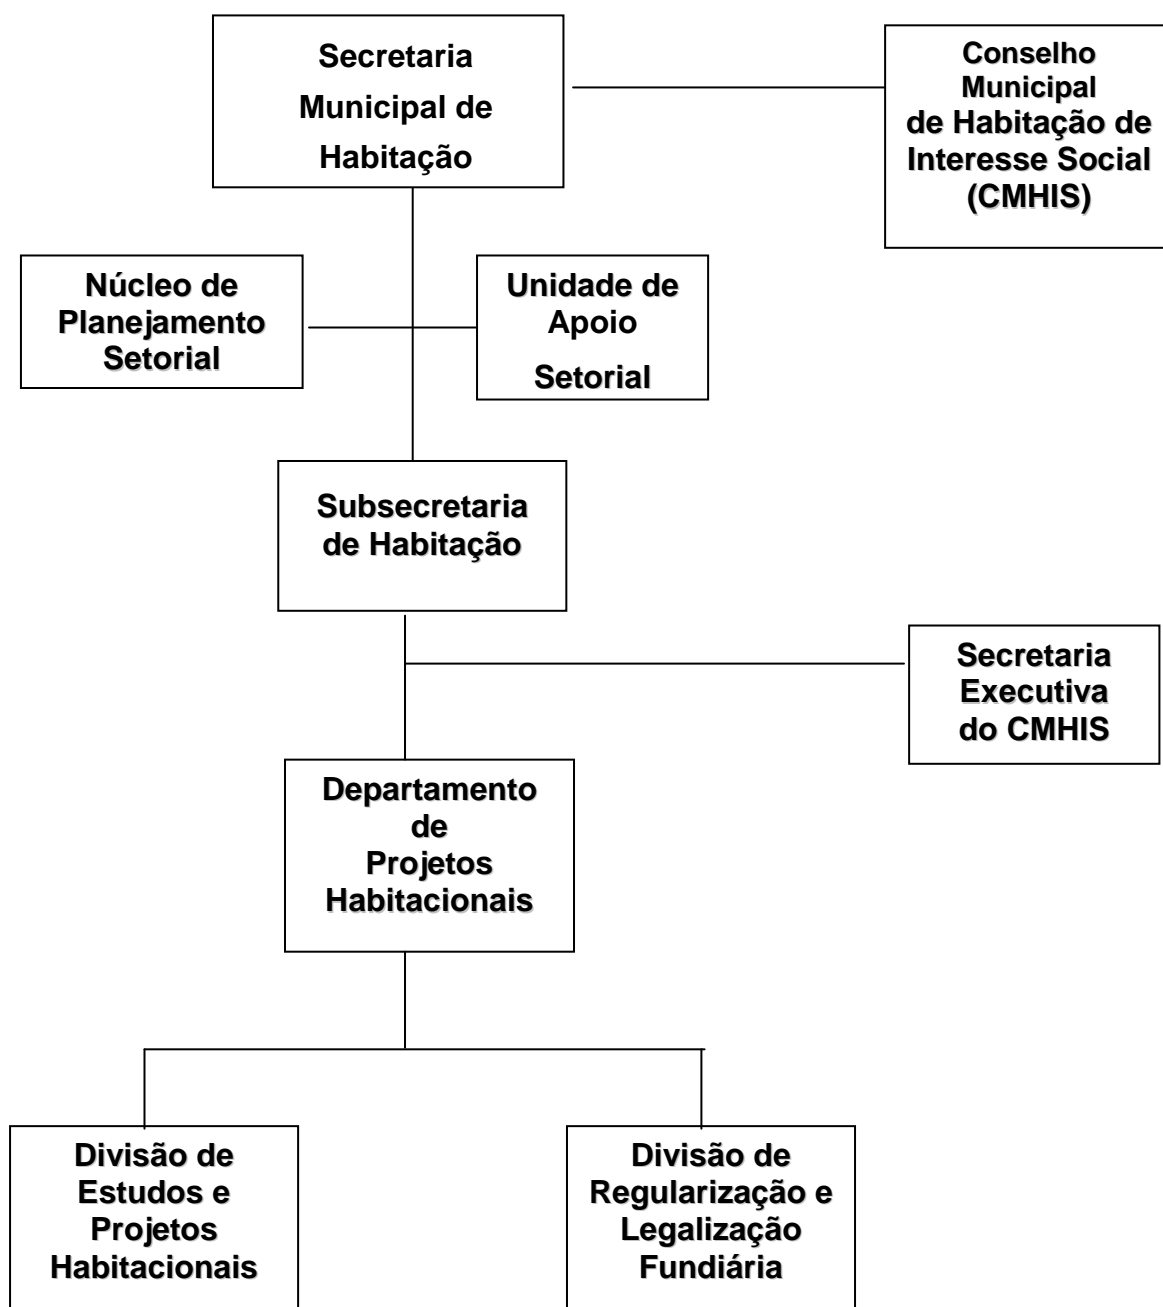 Secretaria
Municipal de
Habitação
Conselho
Municipal
de Habitação de
Interesse Social
(CMHIS)
Núcleo de
Planejamento
Setorial
Unidade de
Apoio
Setorial
Subsecretaria
de Habitação
Secretaria
Executiva
do CMHIS
Departamento
de
Projetos
Habitacionais
Divisão de
Estudos e
Projetos
Habitacionais
Divisão de
Regularização e
Legalização
Fundiária